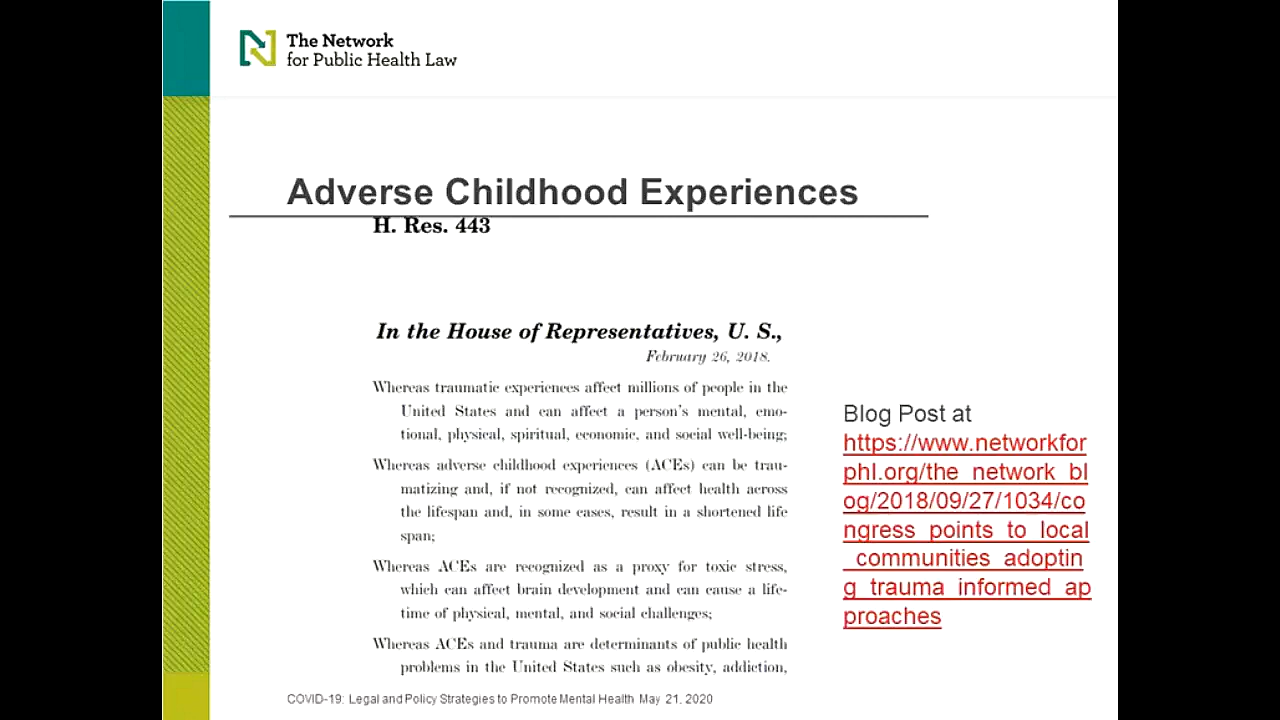 The Network
for Public Health Law
Adverse Childhood Experiences
H. Res. 443
In the House of Representatives, U. S.,
February 26, 2018.
Whereas traumatic experiences affect millions of people in the
United States and can affect a person's mental, emo-
tional, physical, spiritual, economic, and social well-being;
Whereas adverse childhood experiences (ACEs) can be trau-
matizing and, if not recognized, can affect health across
the lifespan and, in some cases, result in a shortened life
span;
Whereas ACEs are recognized as a proxy for toxic stress,
which can affect brain development and can cause a life-
time of physical, mental, and social challenges;
Whereas ACEs and trauma are determinants of public health
problems in the United States such as obesity, addiction,
Blog Post at
https://www.networkfor
phl.org/the_network_bl
og/2018/09/27/1034/co
ngress_points_to_local
_communities_adoptin
g_trauma_informed_ap
proaches
COVID-19: Legal and Policy Strategies to Promote Mental Health May 21, 2020